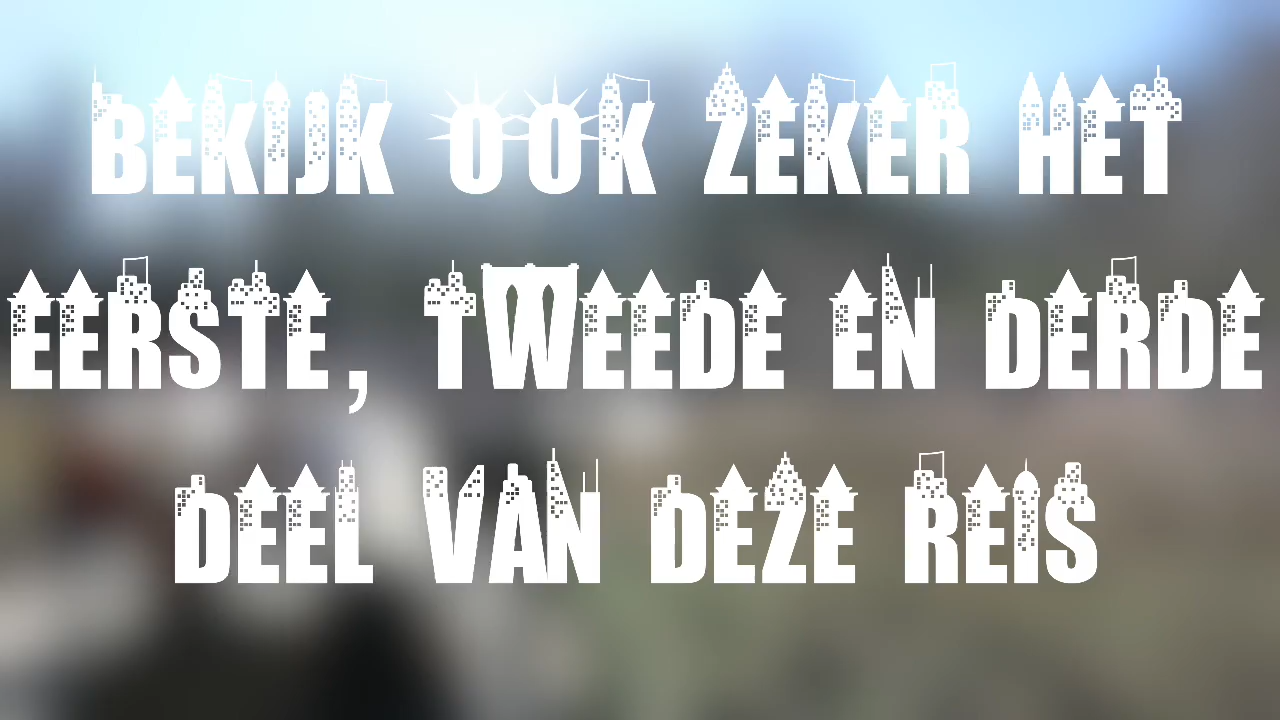 BEKIJK OOK ZEKER HET
EERSTE, TWEEDE EN DERDE
DEEL VAN DEZE REIS